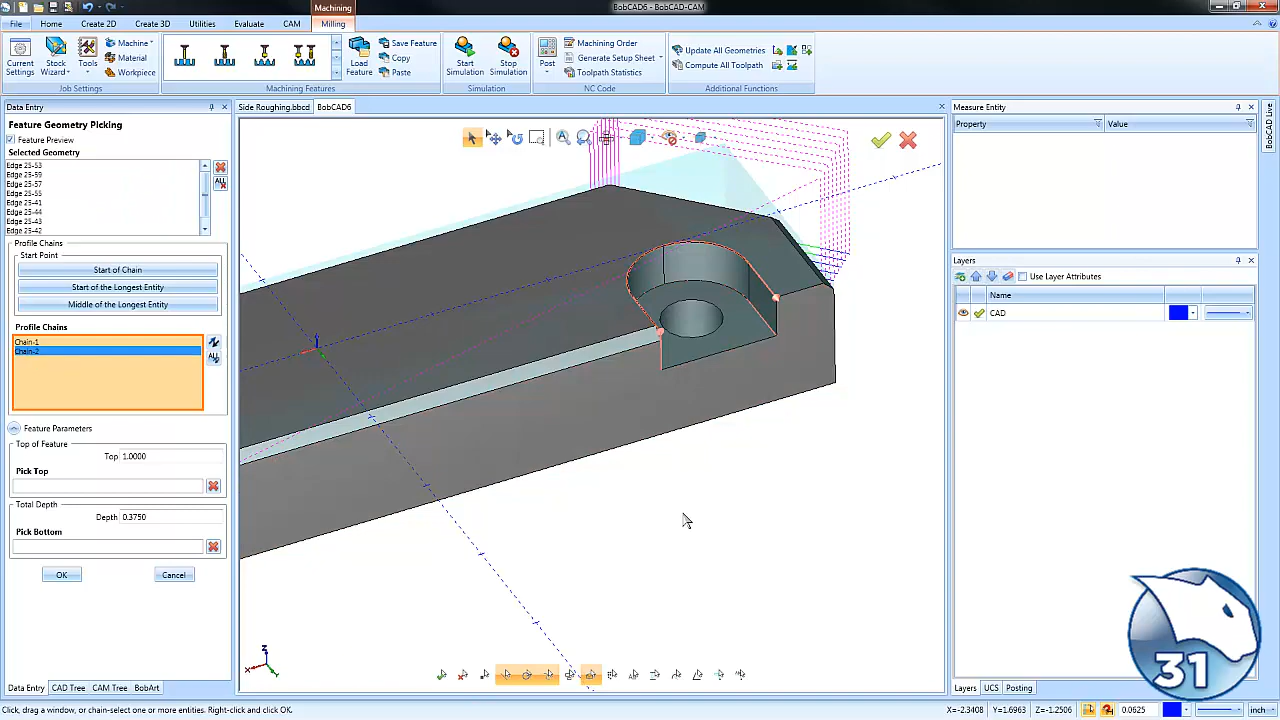 BobCAD6 - BobCAD-CAM
Machining
File Home Create 2D Create 3D Utilities Evaluate CAM Milling
Current Settings
Stock Wizard
Tools
Machine
Material
Workpiece
Job Settings
Machining Features
Load Feature
Save Feature
Copy
Paste
Start Simulation
Stop Simulation
Simulation
Post
Machining Order
Generate Setup Sheet
Toolpath Statistics
NC Code
Update All Geometries
Compute All Toolpath
Additional Functions
Data Entry
Side Roughing.bbcd BobCAD6
Feature Geometry Picking
Feature Preview
Selected Geometry
Edge 25-53
Edge 25-59
Edge 25-57
Edge 25-55
Edge 25-41
Edge 25-44
Edge 25-43
Edge 25-42
ALL
Profile Chains
Start Point
Start of Chain
Start of the Longest Entity
Middle of the Longest Entity
Profile Chains
Chain-1
Chain-2
ALL
Feature Parameters
Top of Feature
Top 1.0000
Pick Top
Total Depth
Depth 0.3750
Pick Bottom
OK Cancel
Data Entry CAD Tree CAM Tree BobArt
Z
X
Y
Measure Entity
Property Value
BobCAD Live
Layers
Use Layer Attributes
Name
CAD
31
Layers UCS Posting
Click, drag a window, or chain-select one or more entities. Right-click and click OK.
X=-2.3408 Y=1.6963 Z=-1.2506 0.0625 inch